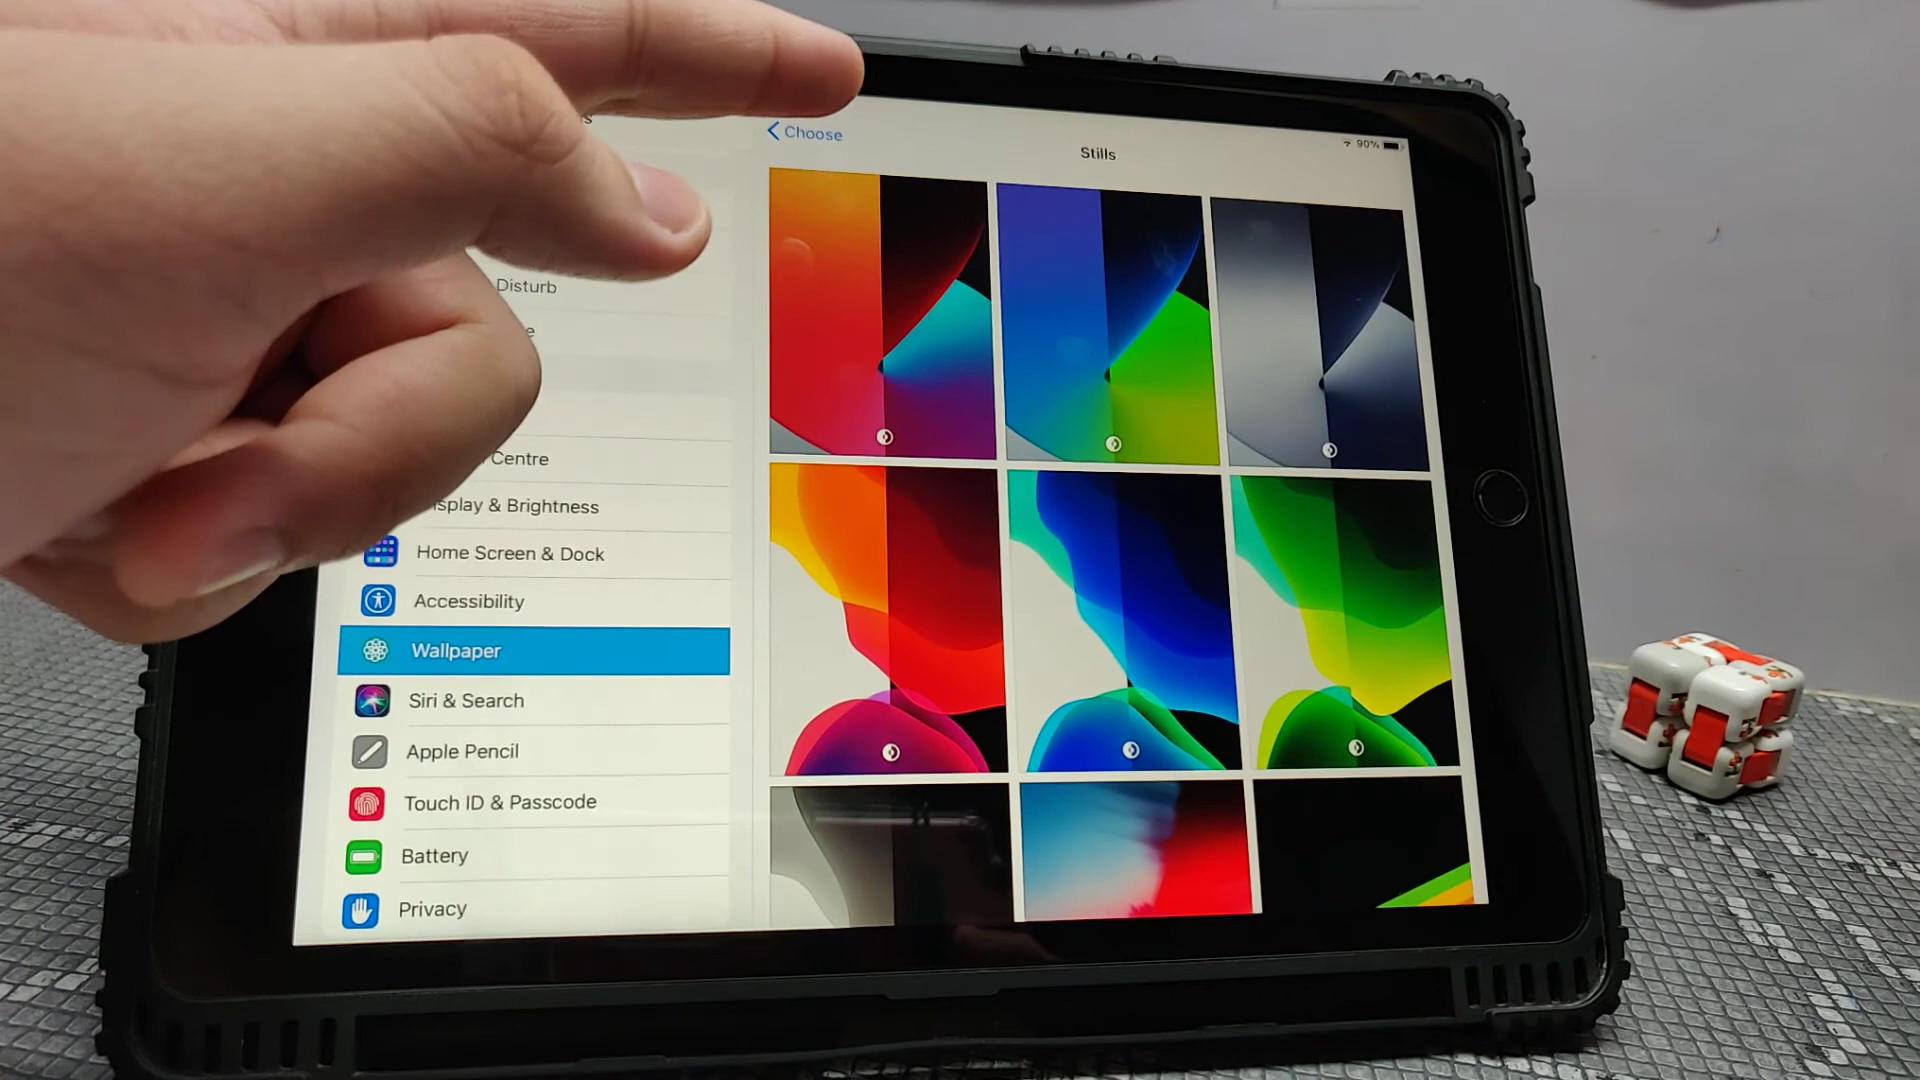 Choose
Stills
90%
Disturb
Centre
Display & Brightness
Home Screen & Dock
Accessibility
Wallpaper
Siri & Search
Apple Pencil
Touch ID & Passcode
Battery
Privacy